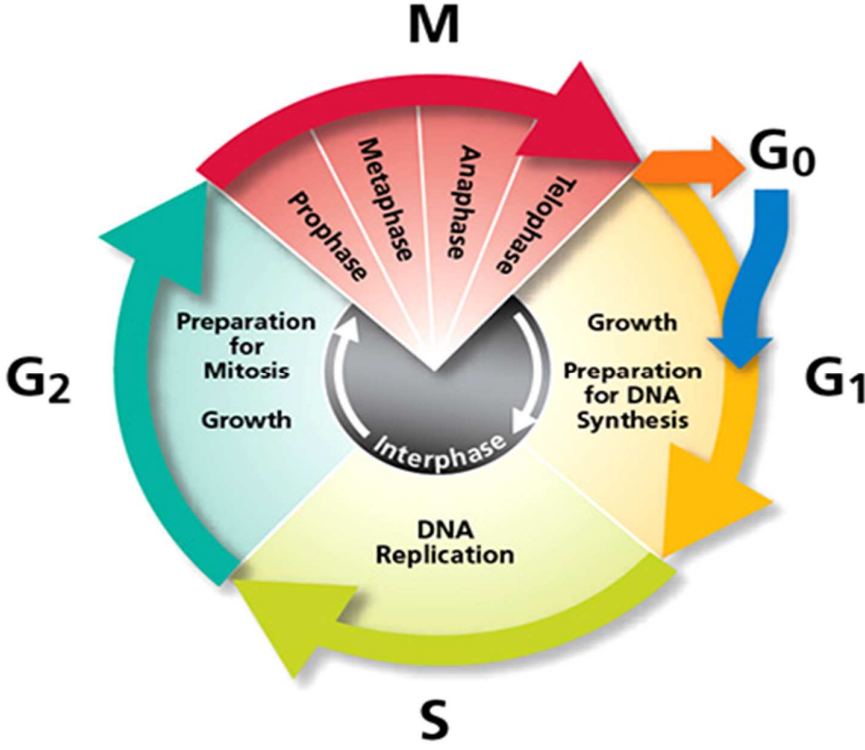 M
Prophase
Metaphase
Anaphase
Telophase
G₀
Growth
Preparation
for DNA
Synthesis
G₁
Preparation
for
Mitosis
Growth
G₂
Interphase
DNA
Replication
S